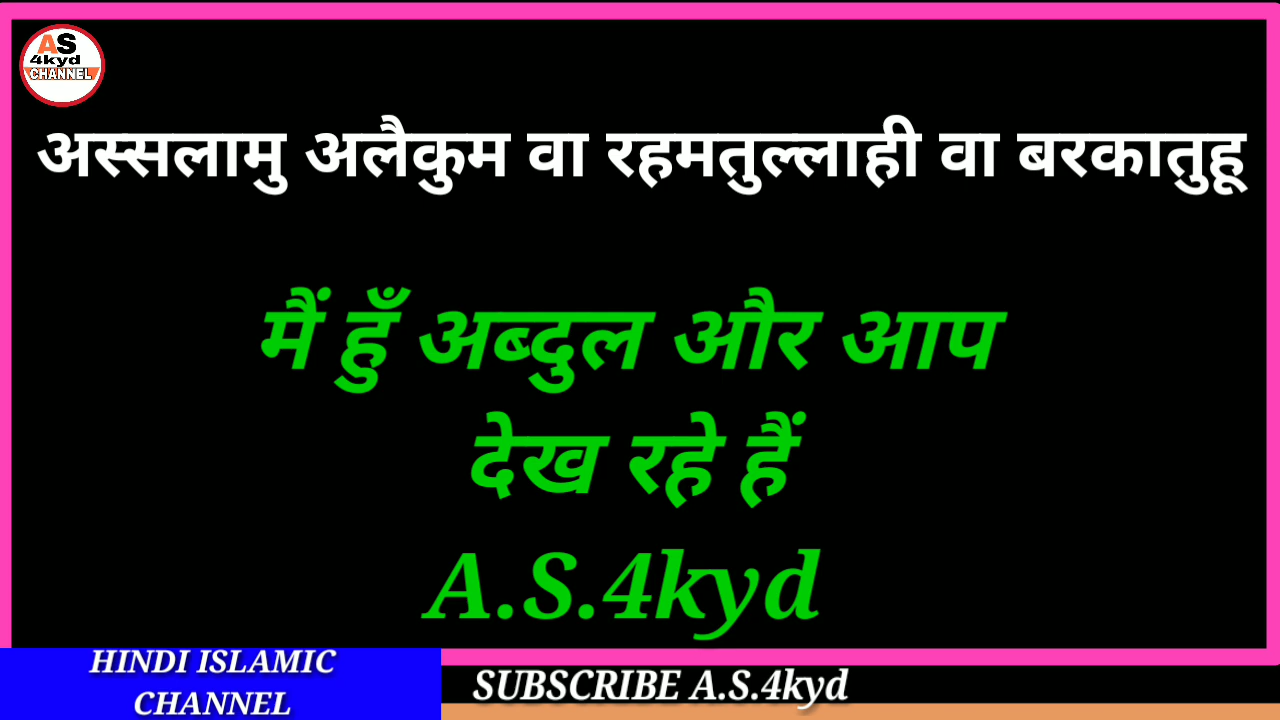 AS
4kyd
CHANNEL
अस्सलामु अलैकुम वा रहमतुल्लाही वा बरकातुहू
मैं हुँ अब्दुल और आप
देख रहे हैं
A.S.4kyd
HINDI ISLAMIC
CHANNEL
SUBSCRIBE A.S.4kyd